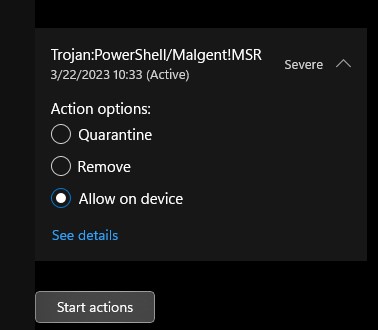 Trojan:PowerShell/Malgent!MSR
3/22/2023 10:33 (Active)
Severe
Action options:
Quarantine
Remove
Allow on device
See details
Start actions